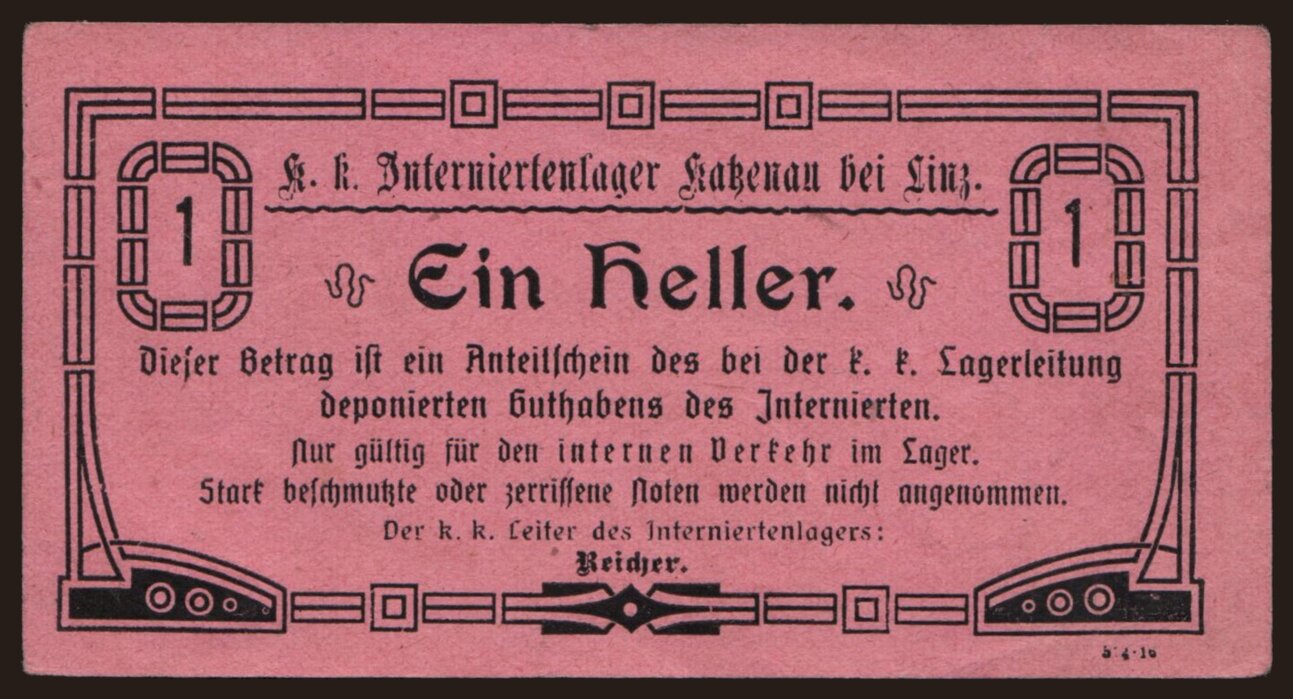 K. k. Interniertenlager Katzenau bei Linz.
1
1
Ein Heller.
Dieser Betrag ist ein Anteilschein des bei der k. k. Lagerleitung
deponierten Guthabens des Internierten.
Nur gültig für den internen Verkehr im Lager.
Stark beschmutzte oder zerrissene Noten werden nicht angenommen.
Der k. k. Leiter des Interniertenlagers:
Reicher.